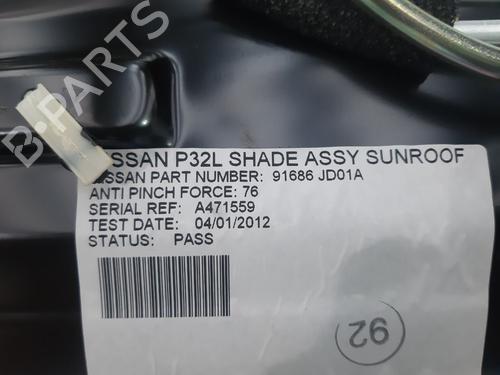 SSAN P32L SHADE ASSY SUNROOF
ISSAN PART NUMBER: 91686 JD01A
ANTI PINCH FORCE: 76
SERIAL REF: A471559
TEST DATE: 04/01/2012
STATUS: PASS
92
B-PARTS